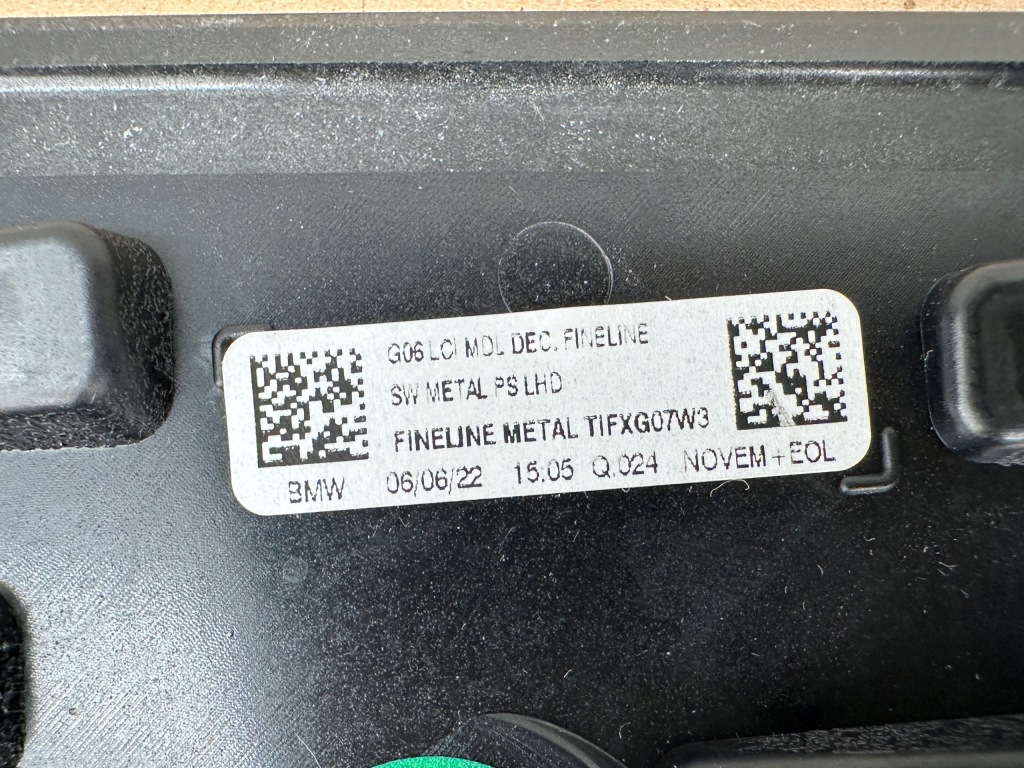 G06 LCI MDL DEC. FINELINE
SW METAL PS LHD
FINELINE METAL TIFXG07W3
BMW 06/06/22 15.05 Q.024 NOVEM+EOL